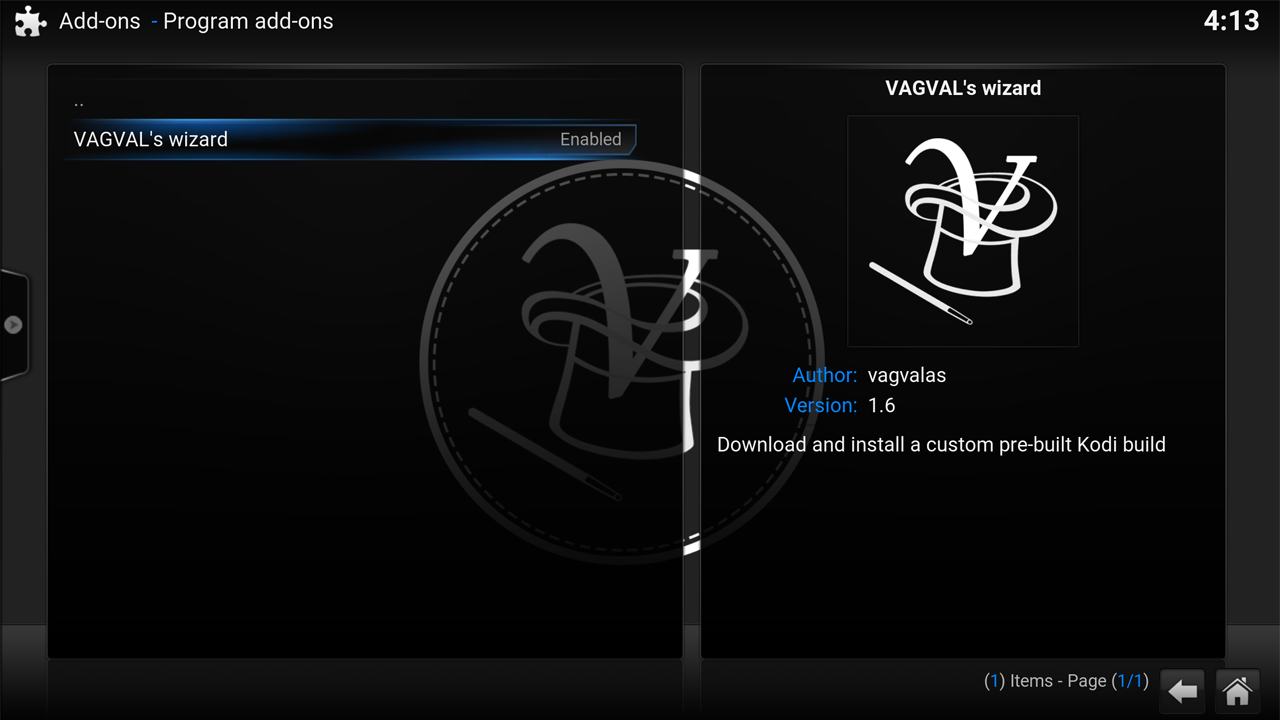 Add-ons - Program add-ons
4:13
..
VAGVAL's wizard Enabled
VAGVAL's wizard
V
V
Author: vagvalas
Version: 1.6
Download and install a custom pre-built Kodi build
(1) Items - Page (1/1)